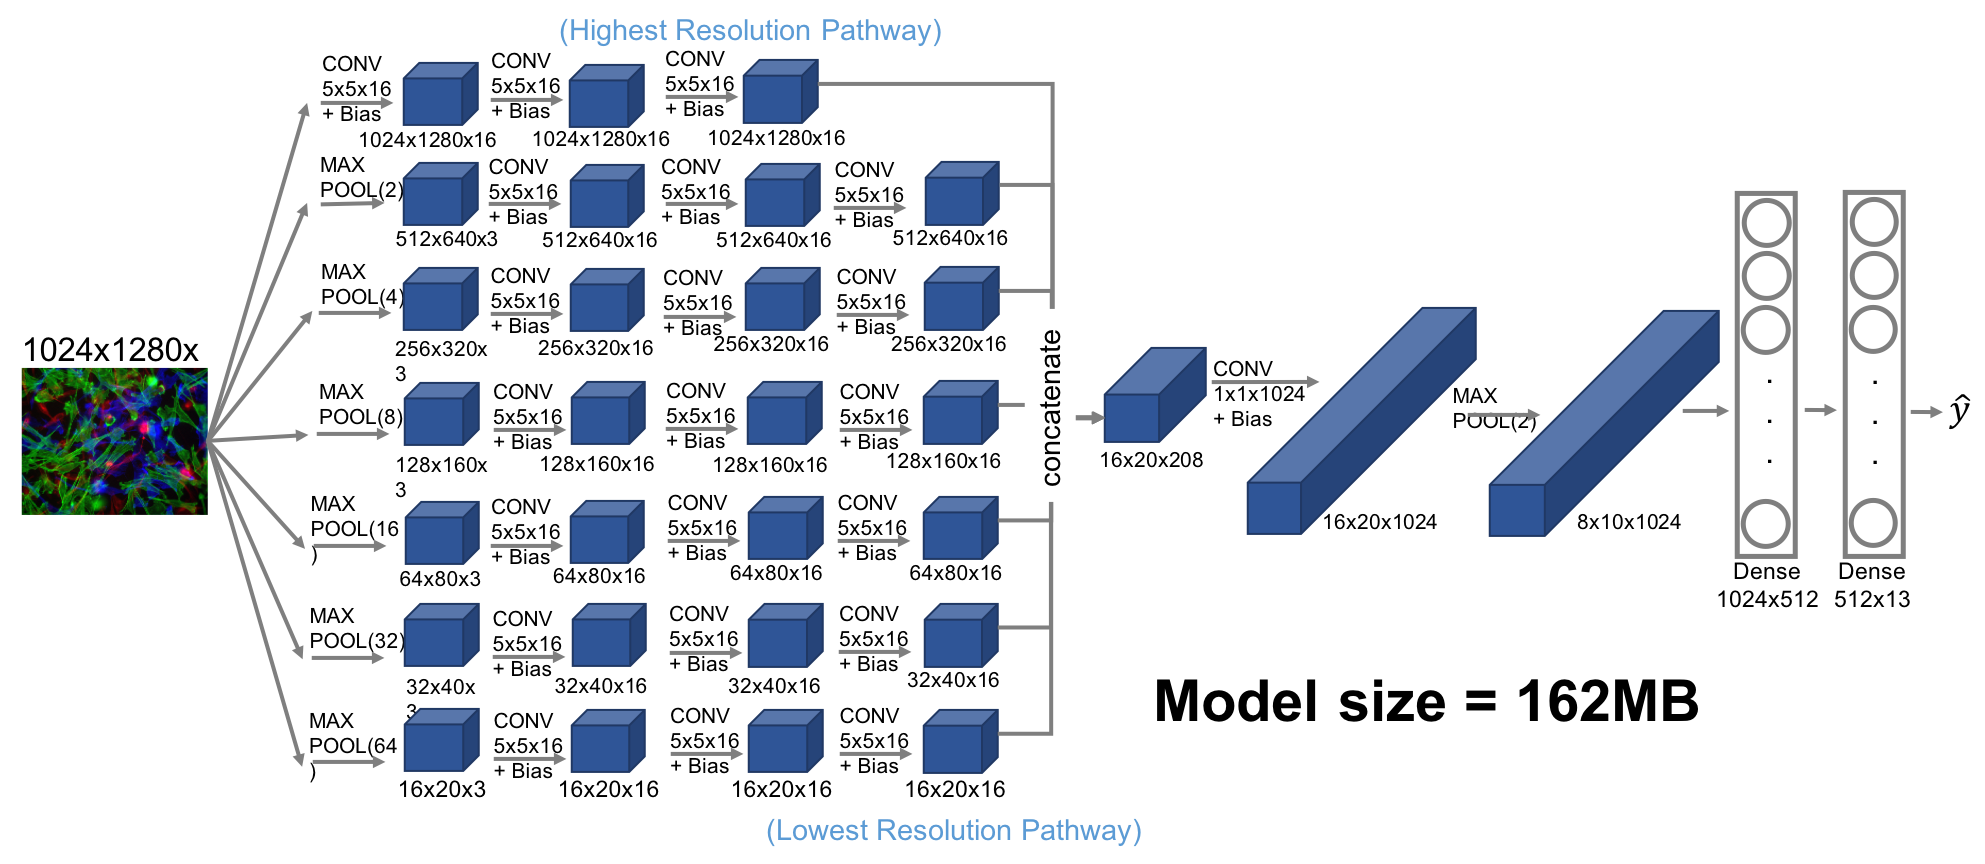 (Highest Resolution Pathway)
CONV
5x5x16
+ Bias
1024x1280x16
CONV
5x5x16
+ Bias
1024x1280x16
CONV
5x5x16
+ Bias
1024x1280x16
MAX
POOL(2)
512x640x3
CONV
5x5x16
+ Bias
512x640x16
CONV
5x5x16
+ Bias
512x640x16
CONV
5x5x16
+ Bias
512x640x16
MAX
POOL(4)
256x320x
3
CONV
5x5x16
+ Bias
256x320x16
CONV
5x5x16
+ Bias
256x320x16
CONV
5x5x16
+ Bias
256x320x16
1024x1280x
MAX
POOL(8)
128x160x
3
CONV
5x5x16
+ Bias
128x160x16
CONV
5x5x16
+ Bias
128x160x16
CONV
5x5x16
+ Bias
128x160x16
MAX
POOL(16
)
64x80x3
CONV
5x5x16
+ Bias
64x80x16
CONV
5x5x16
+ Bias
64x80x16
CONV
5x5x16
+ Bias
64x80x16
MAX
POOL(32)
32x40x
3
CONV
5x5x16
+ Bias
32x40x16
CONV
5x5x16
+ Bias
32x40x16
CONV
5x5x16
+ Bias
32x40x16
MAX
POOL(64
)
16x20x3
CONV
5x5x16
+ Bias
16x20x16
CONV
5x5x16
+ Bias
16x20x16
CONV
5x5x16
+ Bias
16x20x16
(Lowest Resolution Pathway)
concatenate
16x20x208
CONV
1x1x1024
+ Bias
16x20x1024
MAX
POOL(2)
8x10x1024
Dense
1024x512
Dense
512x13
ŷ
Model size = 162MB